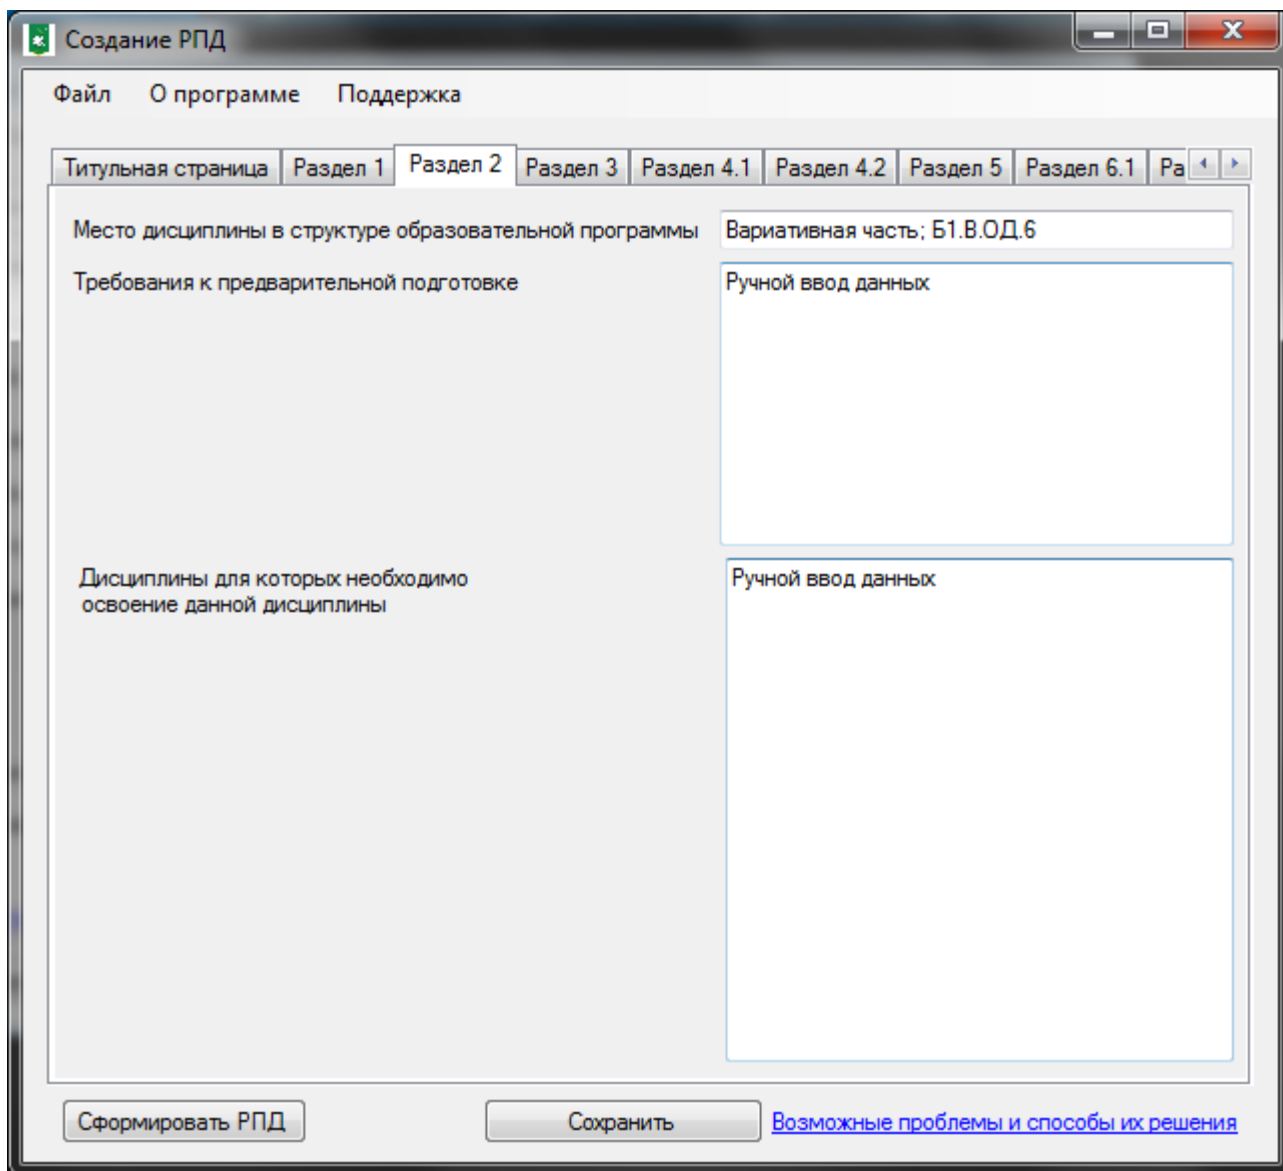 Создание РПД
Файл О программе Поддержка
Титульная страница Раздел 1 Раздел 2 Раздел 3 Раздел 4.1 Раздел 4.2 Раздел 5 Раздел 6.1 Ра
Место дисциплины в структуре образовательной программы Вариативная часть; Б1.В.ОД.6
Требования к предварительной подготовке Ручной ввод данных
Дисциплины для которых необходимо Ручной ввод данных
освоение данной дисциплины
Сформировать РПД Сохранить Возможные проблемы и способы их решения